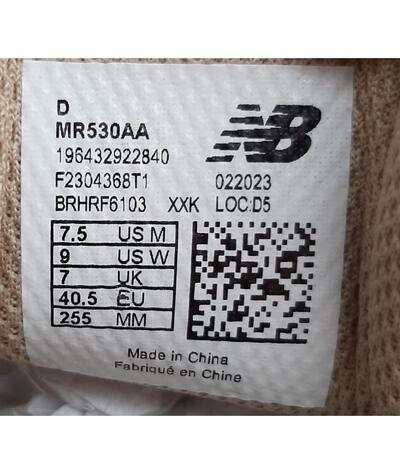 D
MR530AA
196432922840
F2304368T1 022023
BRHRF6103 XXK LOC:D5
7.5 US M
9 US W
7 UK
40.5 EU
255 MM
Made in China
Fabriqué en Chine
NB